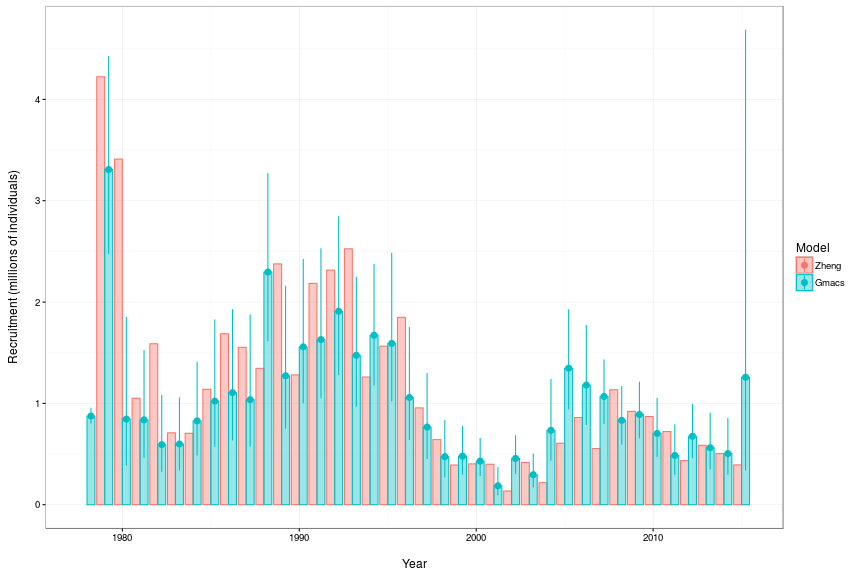 Recruitment (millions of individuals)
4
3
2
1
0
1980
1990
2000
2010
Year
Model
Zheng
Gmacs